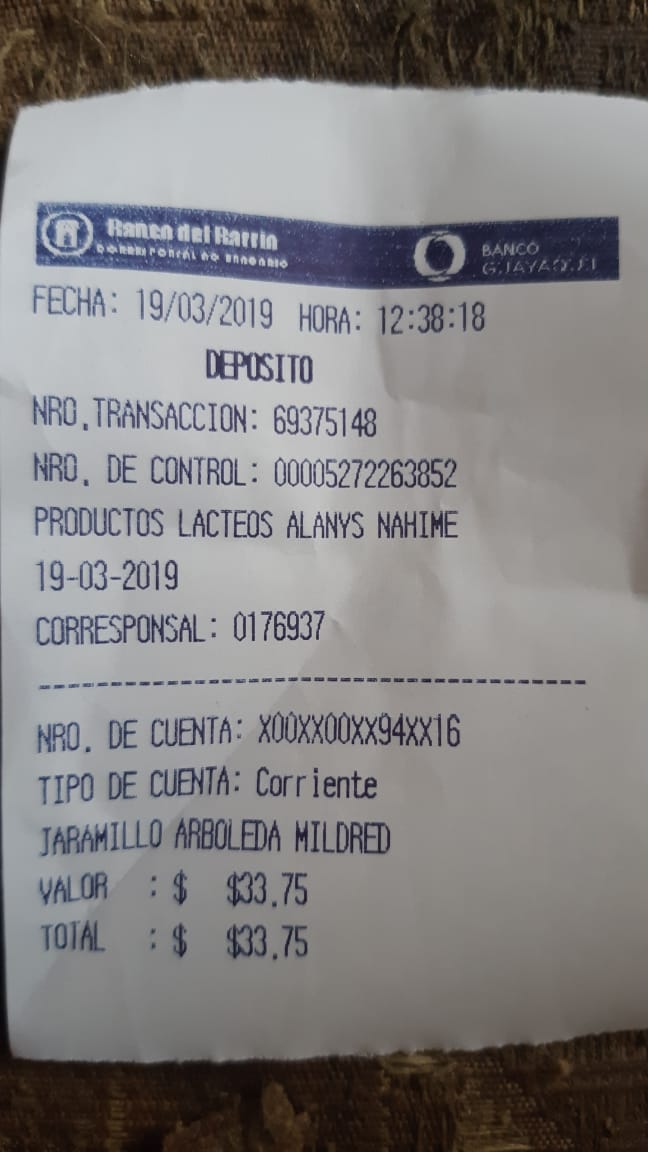 Banco del Barrio
CORRESPONSAL NO BANCARIO
BANCO
GUAYAQUIL
FECHA: 19/03/2019 HORA: 12:38:18
DEPOSITO
NRO.TRANSACCION: 69375148
NRO. DE CONTROL: 00005272263852
PRODUCTOS LACTEOS ALANYS NAHIME
19-03-2019
CORRESPONSAL: 0176937
NRO. DE CUENTA: X00XX00XX94XX16
TIPO DE CUENTA: Corriente
JARAMILLO ARBOLEDA MILDRED
VALOR : $ $33.75
TOTAL : $ $33.75